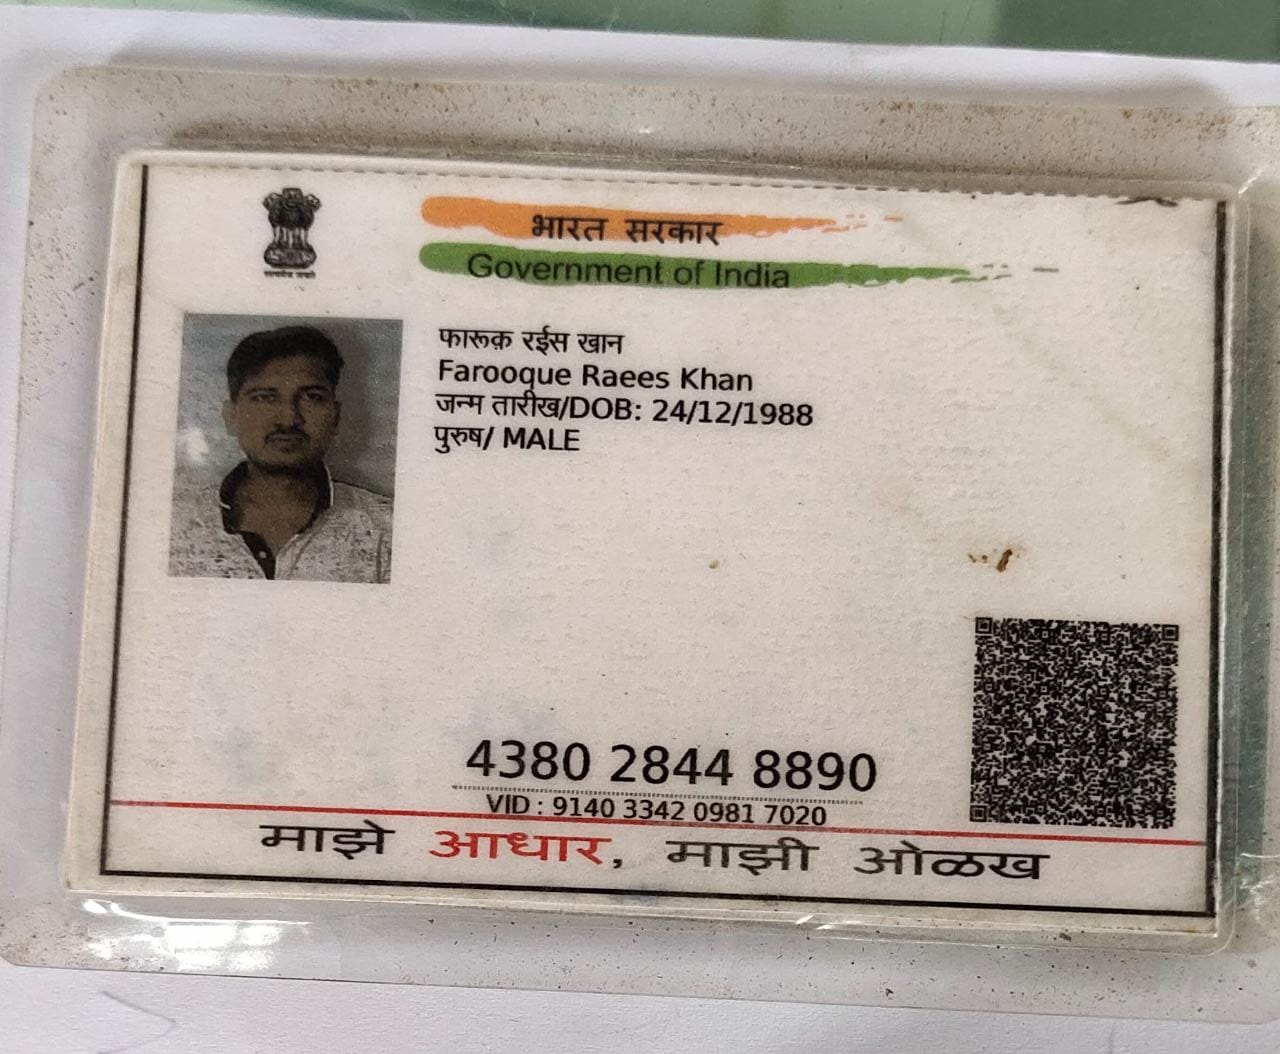 सत्यमेव जयते
भारत सरकार
Government of India
फारूक़ रईस खान
Farooque Raees Khan
जन्म तारीख/DOB: 24/12/1988
पुरुष/ MALE
4380 2844 8890
VID : 9140 3342 0981 7020
माझे आधार, माझी ओळख